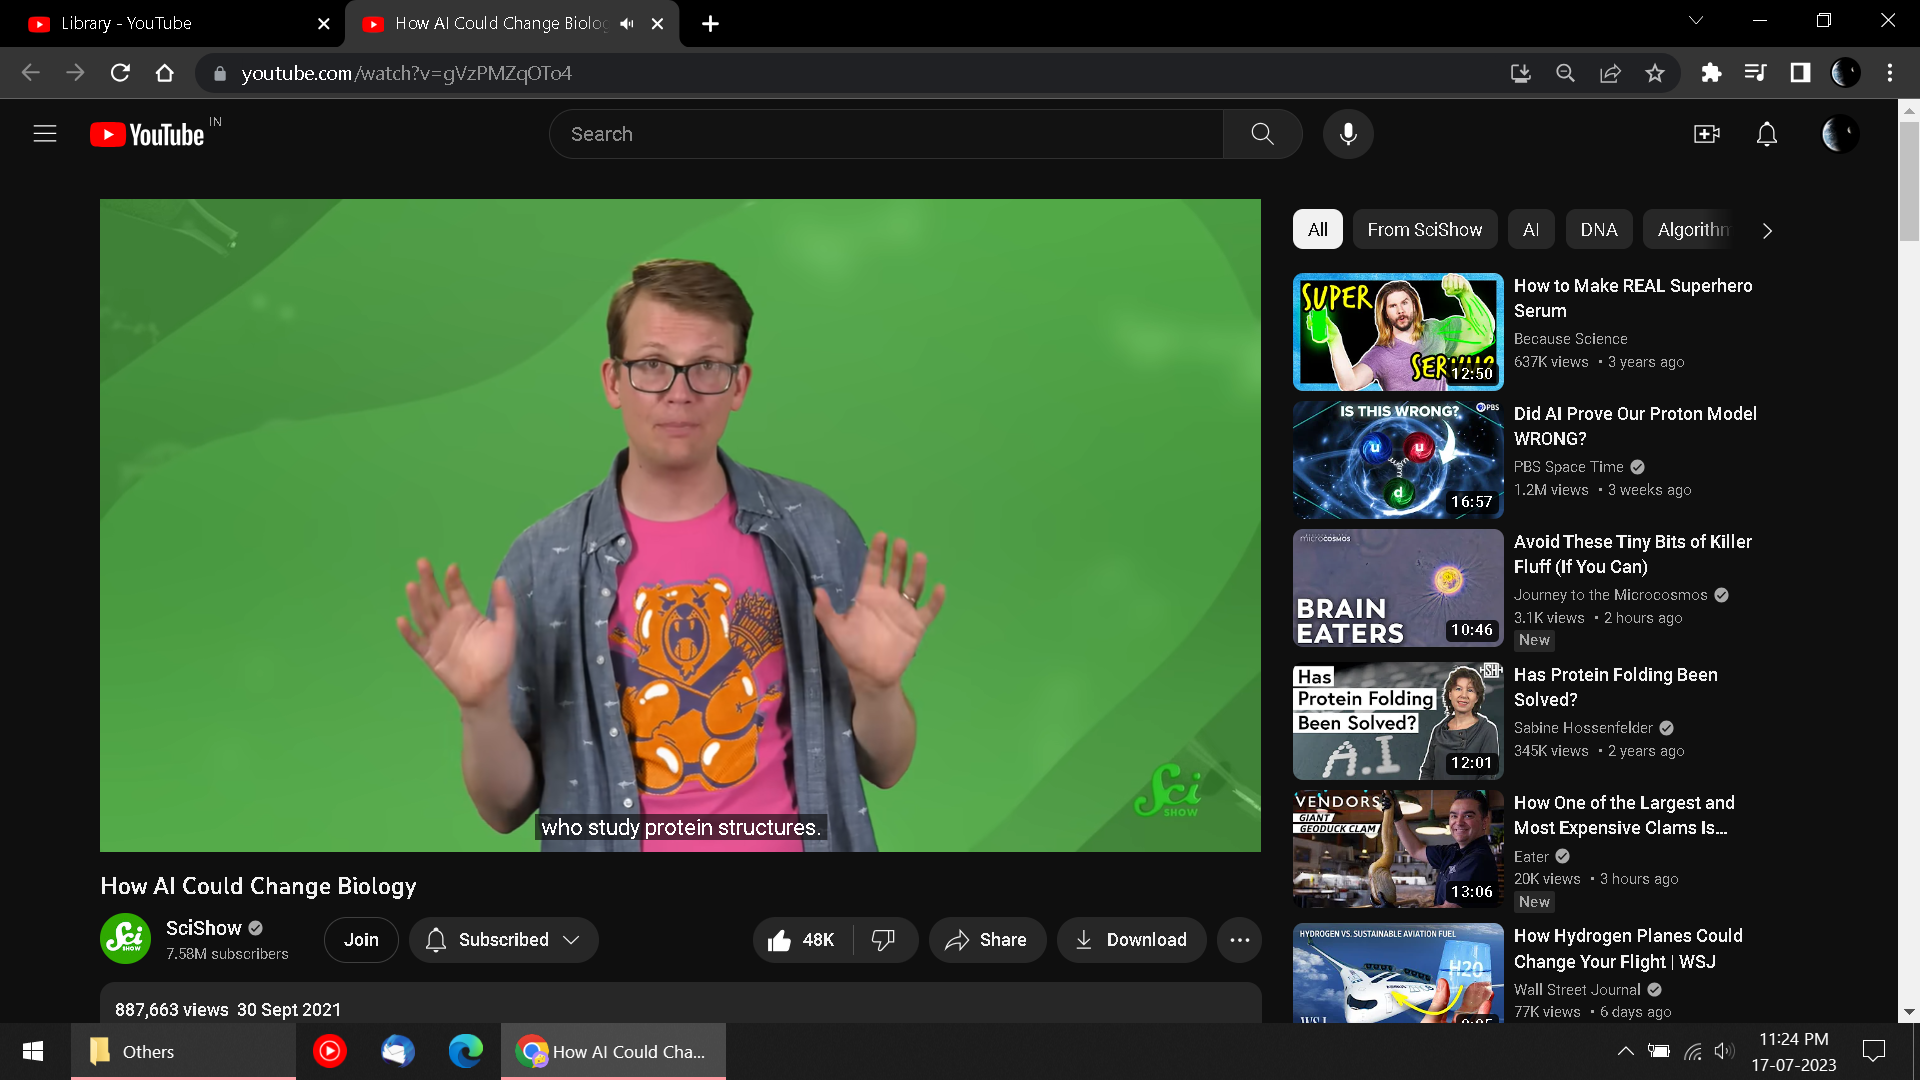 Library - YouTube
How AI Could Change Biolog
youtube.com/watch?v=gVzPMZqOTo4
YouTube IN
Search
who study protein structures.
Sci
SHOW
How AI Could Change Biology
Sci
SHOW
SciShow
7.58M subscribers
Join
Subscribed
48K
Share
Download
887,663 views 30 Sept 2021
All
From SciShow
AI
DNA
Algorithm
SUPER
12:50
How to Make REAL Superhero
Serum
Because Science
637K views • 3 years ago
IS THIS WRONG?
PBS
u
u
d
16:57
Did AI Prove Our Proton Model
WRONG?
PBS Space Time
1.2M views • 3 weeks ago
MICROCOSMOS
BRAIN
EATERS
10:46
Avoid These Tiny Bits of Killer
Fluff (If You Can)
Journey to the Microcosmos
3.1K views • 2 hours ago
New
Has
Protein Folding
Been Solved?
A.I
12:01
Has Protein Folding Been
Solved?
Sabine Hossenfelder
345K views • 2 years ago
VENDORS
GIANT
GEODUCK CLAM
13:06
How One of the Largest and
Most Expensive Clams Is...
Eater
20K views • 3 hours ago
New
HYDROGEN VS. SUSTAINABLE AVIATION FUEL
H20
WSJ
How Hydrogen Planes Could
Change Your Flight | WSJ
Wall Street Journal
77K views • 6 days ago
Others
How AI Could Cha...
11:24 PM
17-07-2023